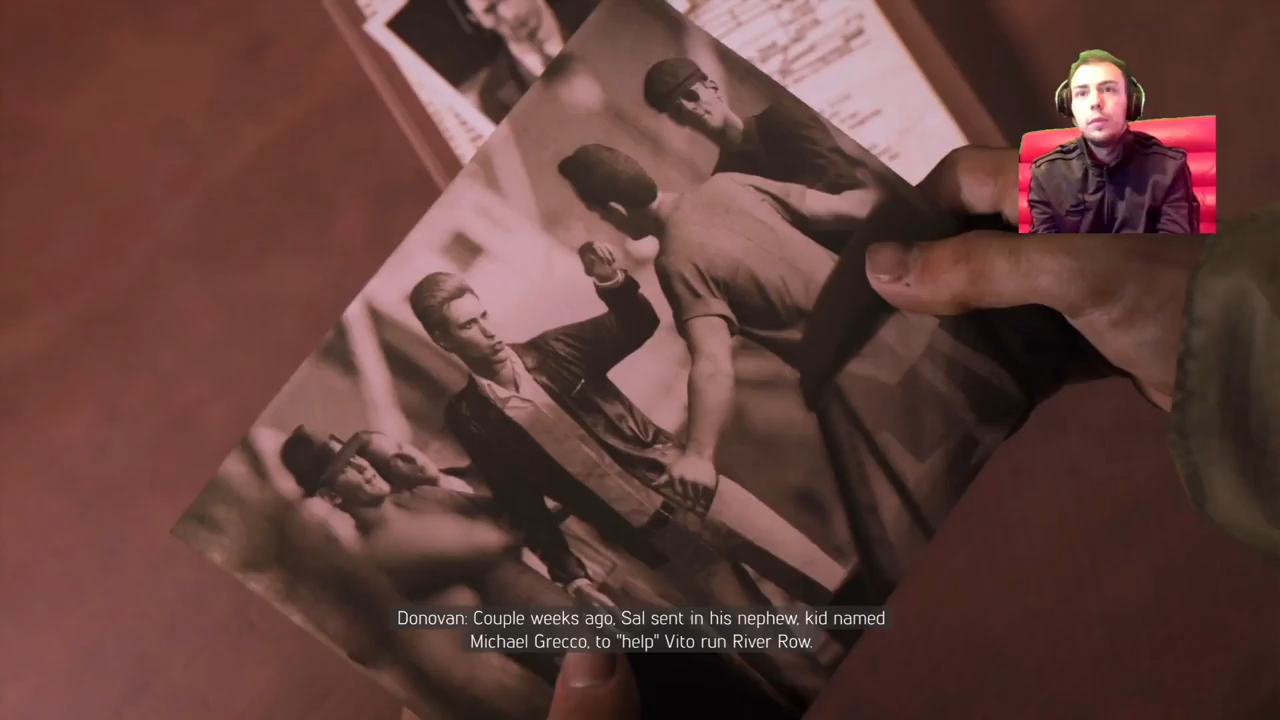 Donovan: Couple weeks ago, Sal sent in his nephew, kid named
Michael Grecco, to "help" Vito run River Row.